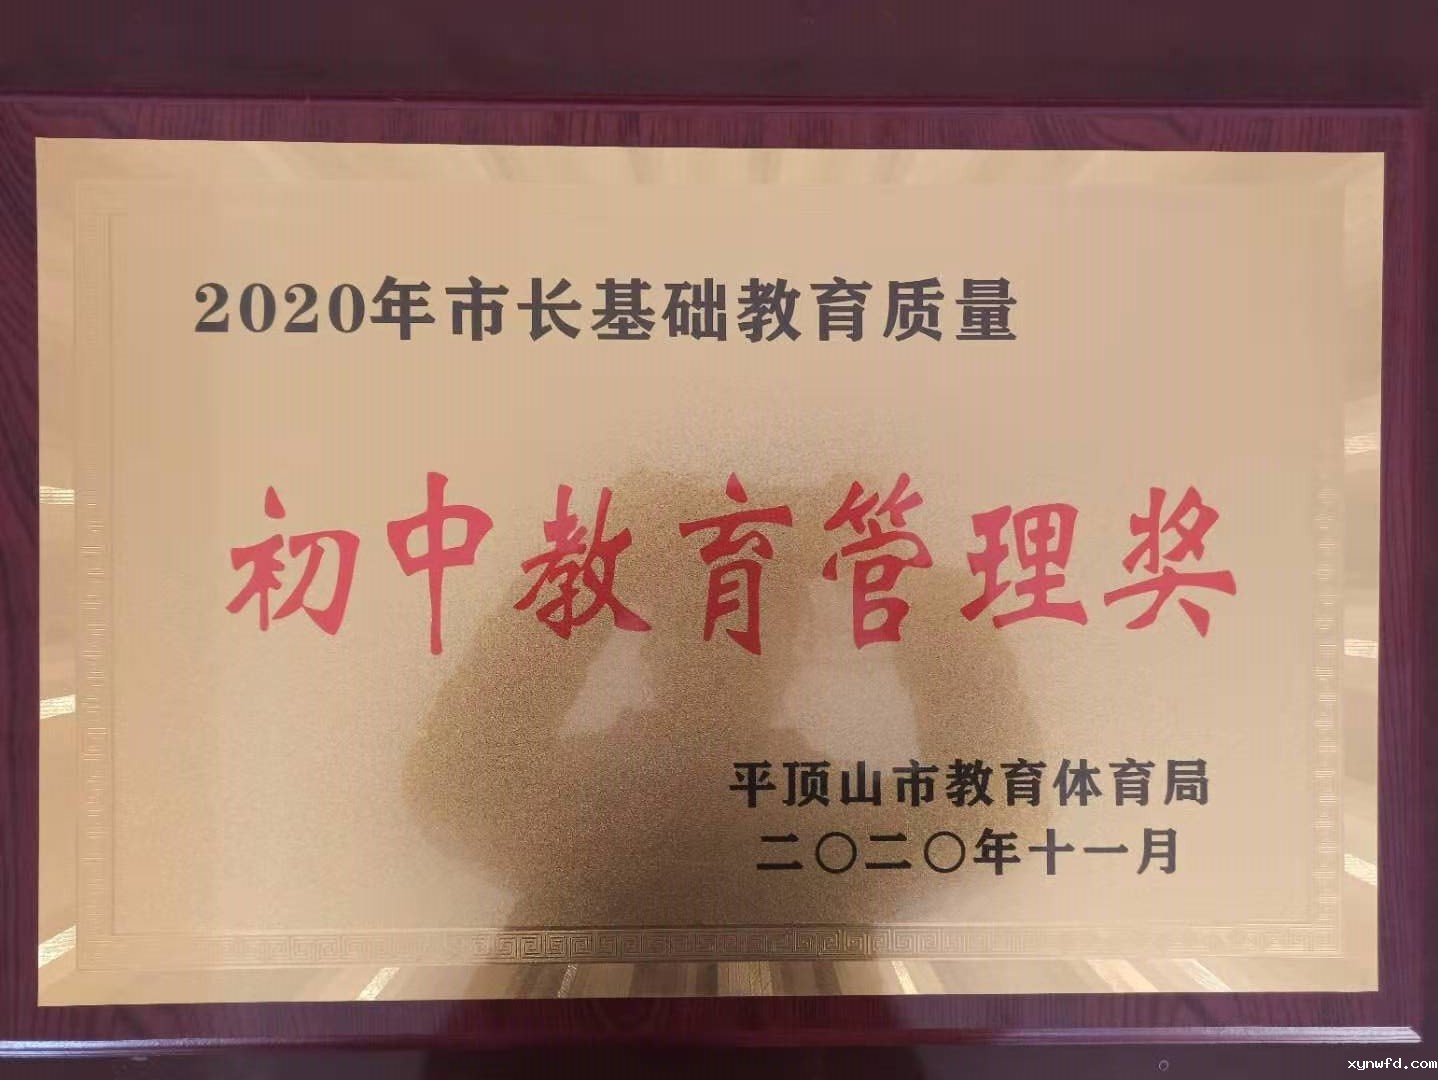 2020年市长基础教育质量
初中教育管理奖
平顶山市教育体育局
二〇二〇年十一月
xynwfd.com